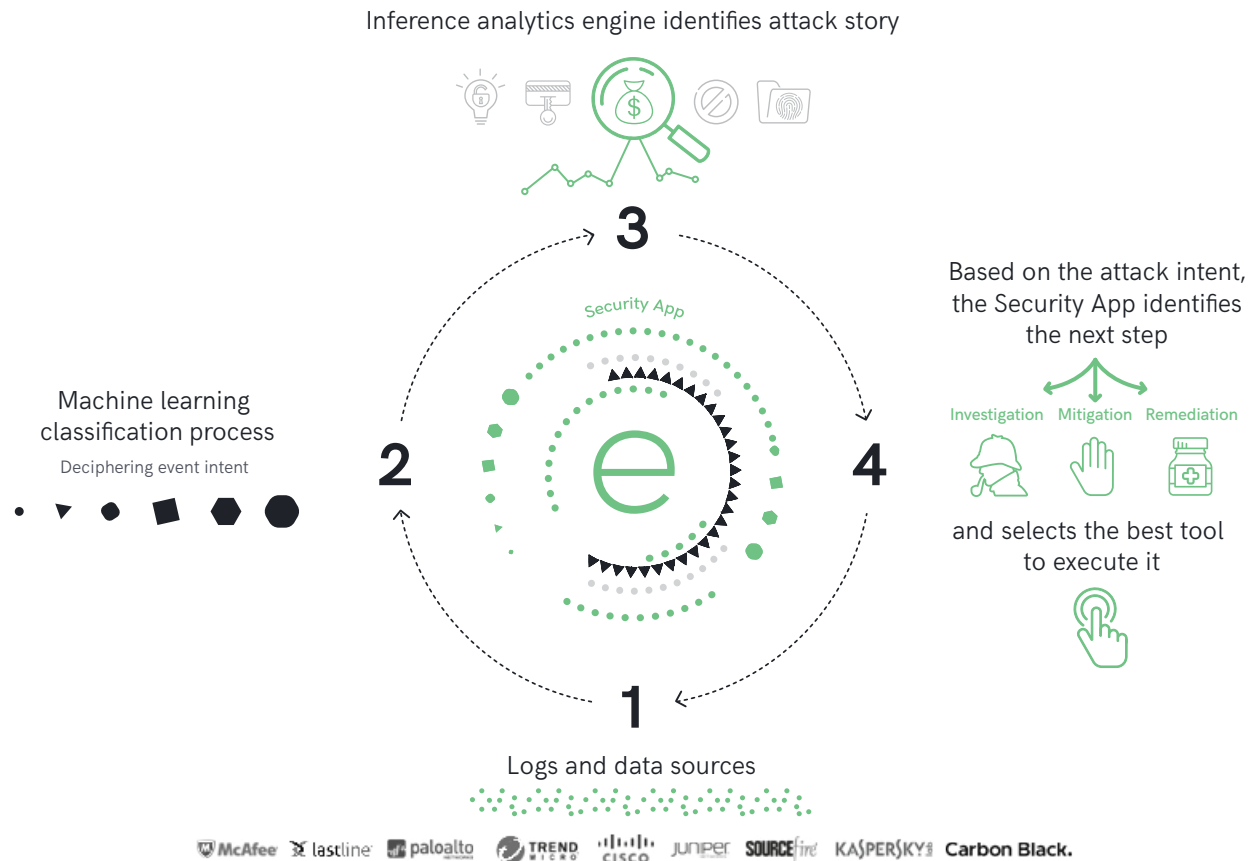 Inference analytics engine identifies attack story
$
3
Security App
Based on the attack intent,
the Security App identifies
the next step
Investigation Mitigation Remediation
Machine learning
classification process
Deciphering event intent
2
e
4
and selects the best tool
to execute it
1
Logs and data sources
McAfee lastline paloalto NETWORKS TREND MICRO CISCO JUNIPER SOURCEfire KASPERSKY LAB Carbon Black.